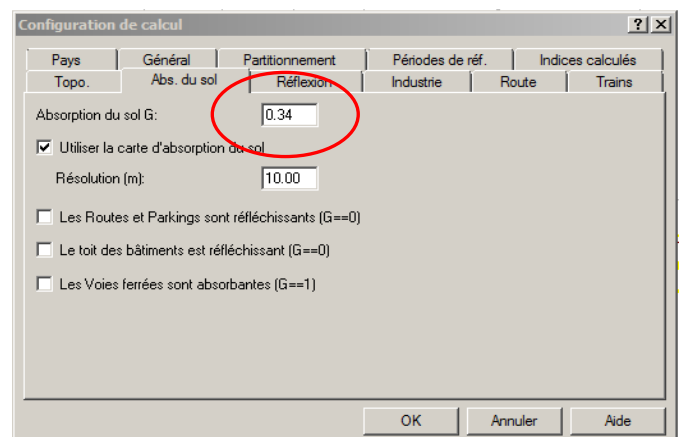 Configuration de calcul ? ×
Pays Général Partitionnement Périodes de réf. Indices calculés
Topo. Abs. du sol Réflexion Industrie Route Trains
Absorption du sol G: 0.34
Utiliser la carte d'absorption du sol
Résolution (m): 10.00
Les Routes et Parkings sont réfléchissants (G==0)
Le toit des bâtiments est réfléchissant (G==0)
Les Voies ferrées sont absorbantes (G==1)
OK Annuler Aide